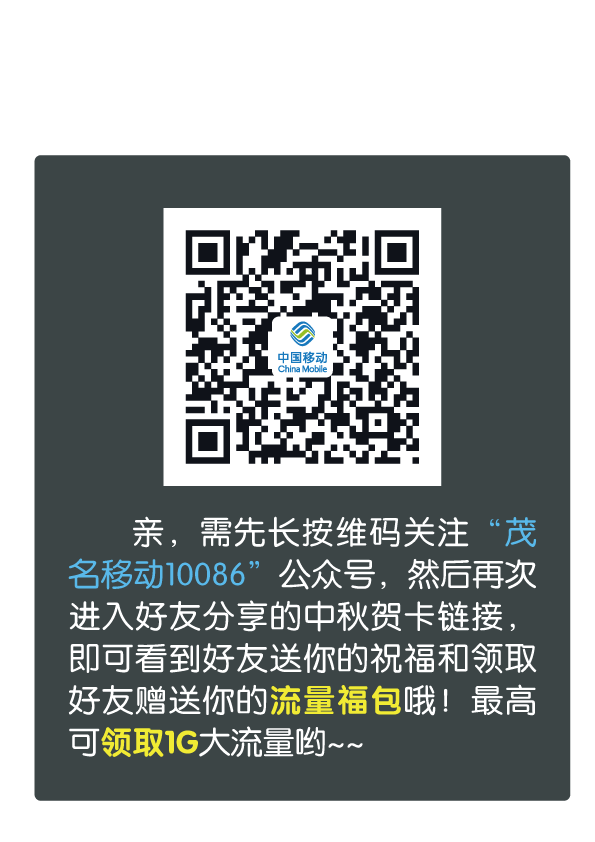 中国移动
China Mobile
亲，需先长按维码关注“茂
名移动10086”公众号，然后再次
进入好友分享的中秋贺卡链接，
即可看到好友送你的祝福和领取
好友赠送你的流量福包哦！最高
可领取1G大流量哟~~